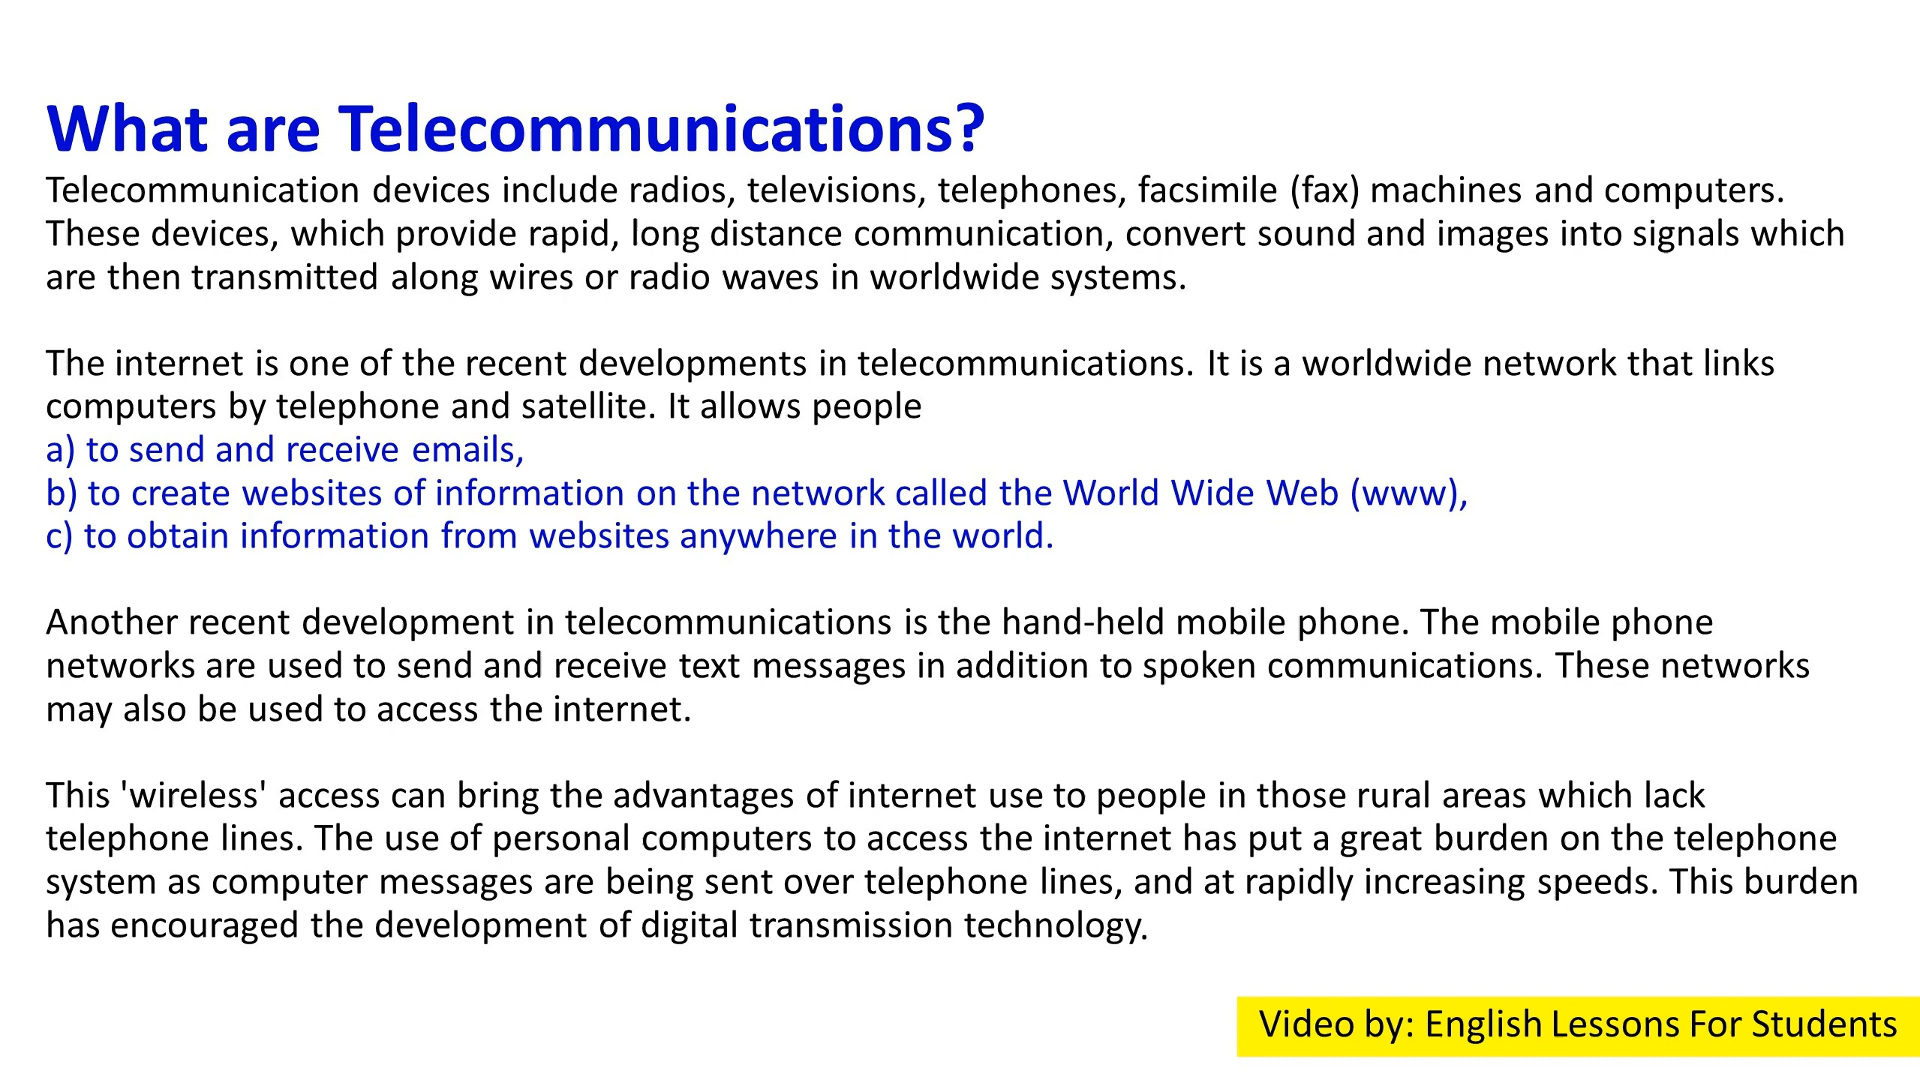 What are Telecommunications?
Telecommunication devices include radios, televisions, telephones, facsimile (fax) machines and computers.
These devices, which provide rapid, long distance communication, convert sound and images into signals which
are then transmitted along wires or radio waves in worldwide systems.
The internet is one of the recent developments in telecommunications. It is a worldwide network that links
computers by telephone and satellite. It allows people
a) to send and receive emails,
b) to create websites of information on the network called the World Wide Web (www),
c) to obtain information from websites anywhere in the world.
Another recent development in telecommunications is the hand-held mobile phone. The mobile phone
networks are used to send and receive text messages in addition to spoken communications. These networks
may also be used to access the internet.
This 'wireless' access can bring the advantages of internet use to people in those rural areas which lack
telephone lines. The use of personal computers to access the internet has put a great burden on the telephone
system as computer messages are being sent over telephone lines, and at rapidly increasing speeds. This burden
has encouraged the development of digital transmission technology.
Video by: English Lessons For Students